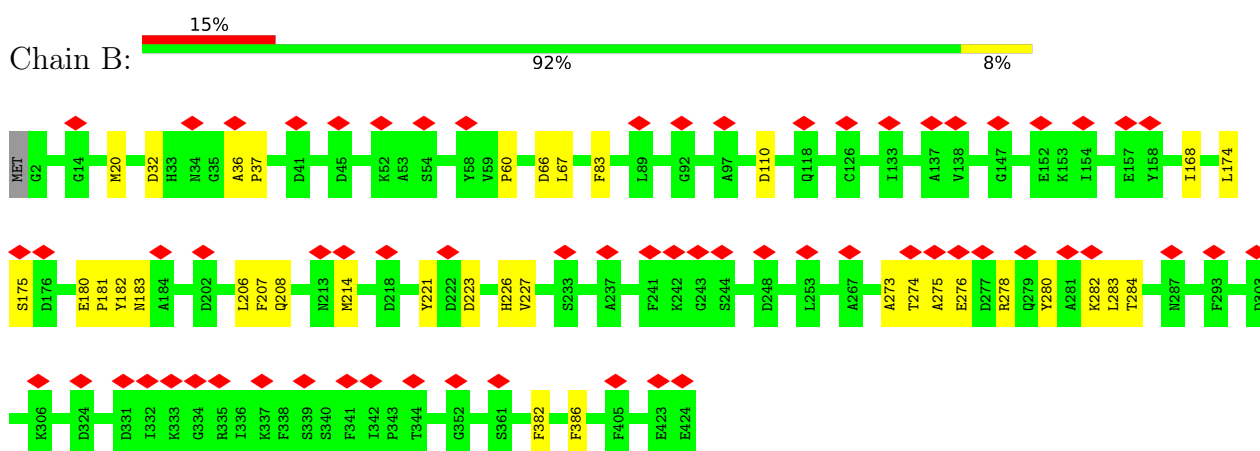 15%
Chain B:
92%
8%
MET G2 G14 M20 D32 H33 N34 G35 A36 P37 D41 D45 K52 A53 S54 Y58 V59 P60 D66 L67 F83 L89 G92 A97 D110 Q118 C126 I133 A137 V138 G147 E152 K153 I154 E157 Y158 I168 L174
S175 D176 E180 P181 Y182 N183 A184 D202 L206 F207 Q208 N213 M214 D218 Y221 D222 D223 H226 V227 S233 A237 F241 K242 G243 S244 D248 L253 A267 A273 T274 A275 E276 D277 R278 Q279 Y280 A281 K282 L283 T284 N287 F293
K306 D324 D331 I332 K333 G334 R335 I336 K337 F338 S339 S340 F341 I342 P343 T344 G352 S361 F382 F386 F405 E423 E424